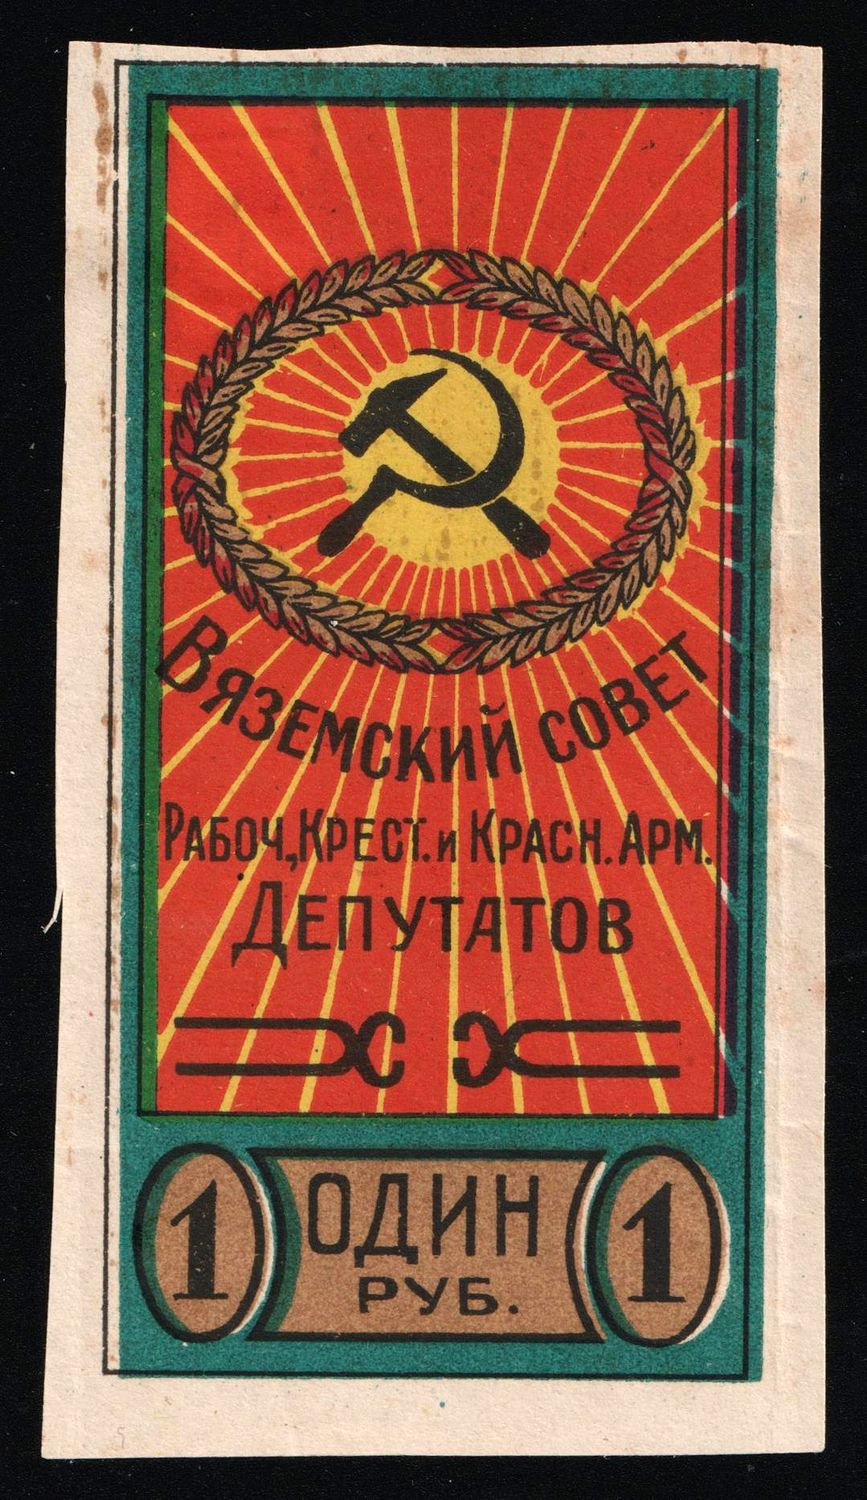 Вяземский совет
Рабоч., Крест. и Красн. Арм.
Депутатов
1 ОДИН 1
РУБ.